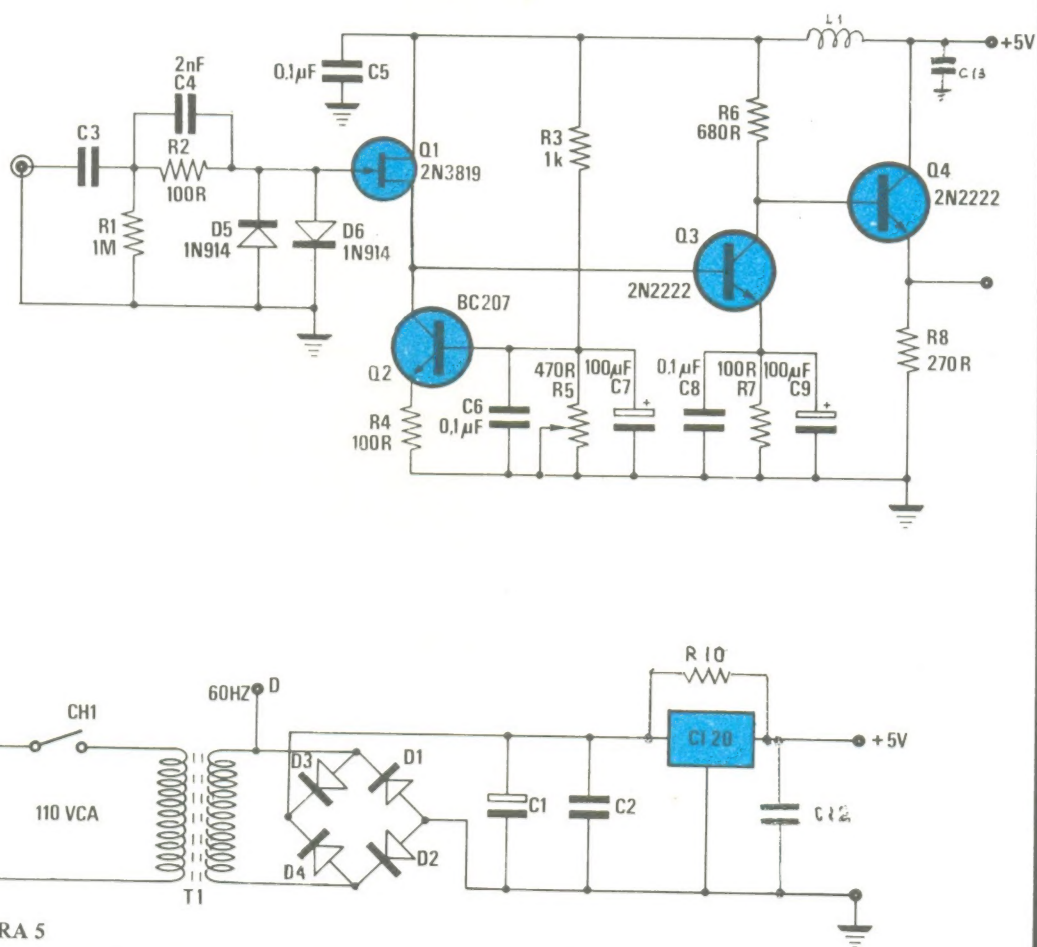 L1
+5V
C13
0,1µF
C5
2nF
C4
C3
R2
100R
R1
1M
D5
1N914
D6
1N914
Q1
2N3819
R3
1k
R6
680R
Q4
2N2222
Q3
2N2222
BC207
Q2
R4
100R
C6
0,1µF
470R
R5
100µF
C7
+
0,1µF
C8
100R
R7
100µF
C9
+
R8
270R
R10
CI 20
+5V
60HZ
D
CH1
110 VCA
T1
D3
D1
D4
D2
C1
C2
RA 5